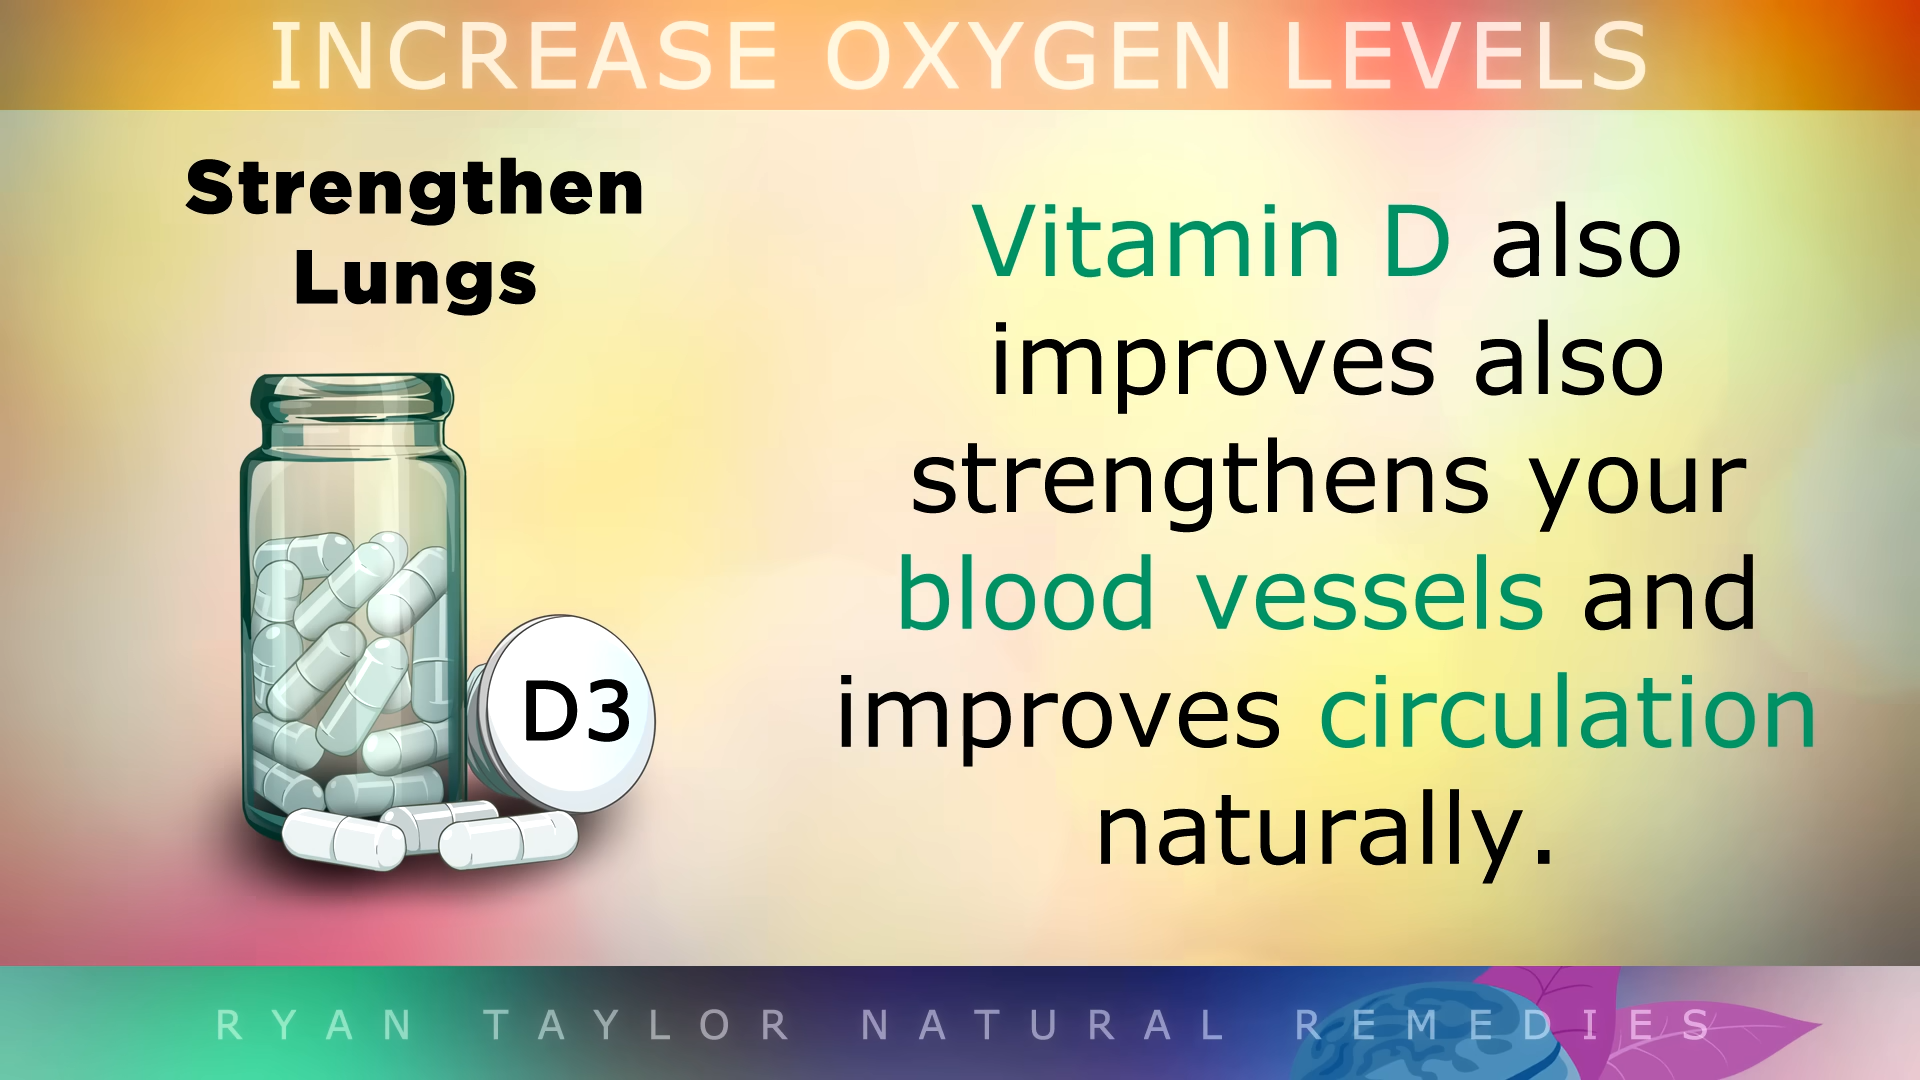 INCREASE OXYGEN LEVELS
Strengthen
Lungs
D3
Vitamin D also
improves also
strengthens your
blood vessels and
improves circulation
naturally.
RYAN TAYLOR NATURAL REMEDIES